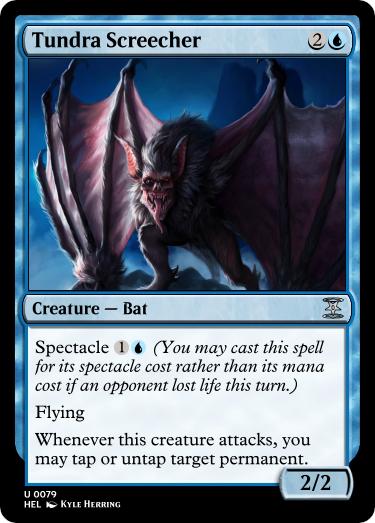 Tundra Screecher 2
Creature — Bat
Spectacle 1 (You may cast this spell
for its spectacle cost rather than its mana
cost if an opponent lost life this turn.)
Flying
Whenever this creature attacks, you
may tap or untap target permanent.
2/2
U 0079
HEL Kyle Herring